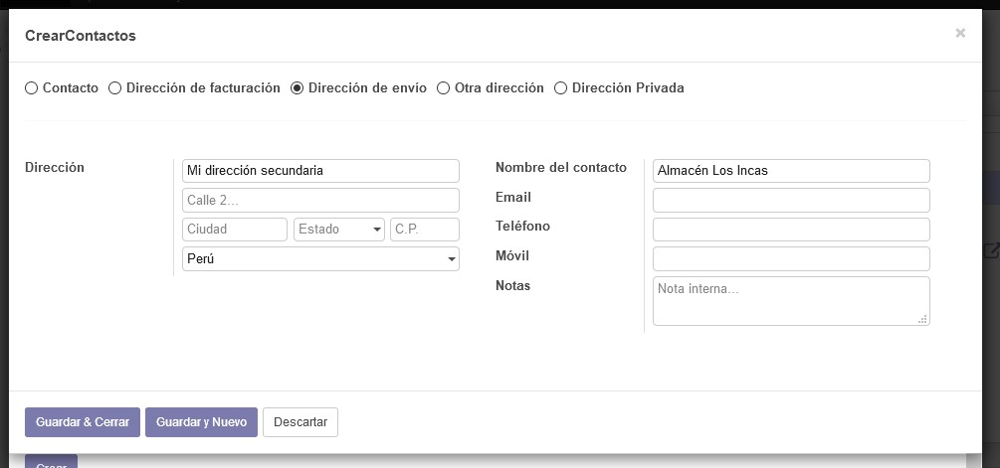 CrearContactos
×
Contacto Dirección de facturación Dirección de envío Otra dirección Dirección Privada
Dirección
Mi dirección secundaria
Calle 2...
Ciudad Estado C.P.
Perú
Nombre del contacto Almacén Los Incas
Email
Teléfono
Móvil
Notas Nota interna...
Guardar & Cerrar Guardar y Nuevo Descartar
Crear